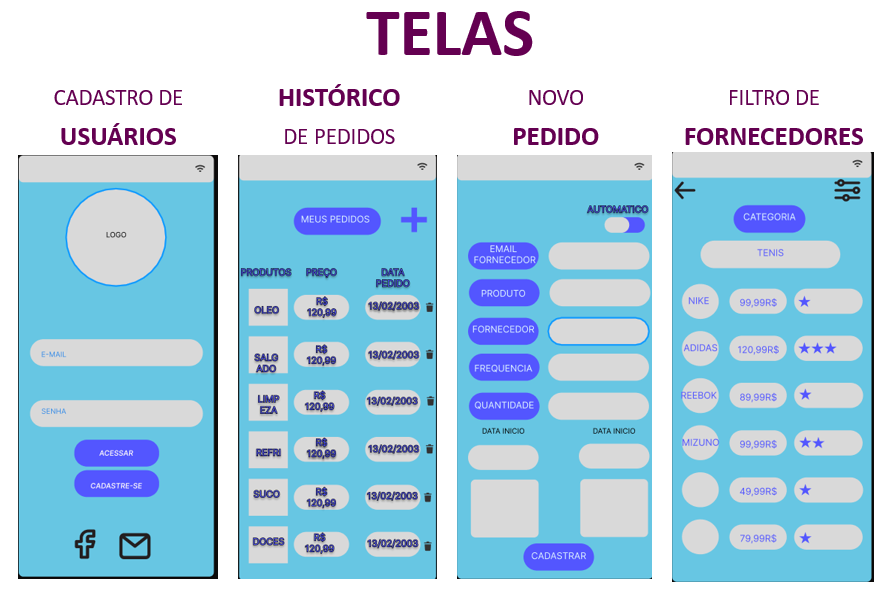 TELAS
CADASTRO DE
USUÁRIOS
LOGO
E-MAIL
SENHA
ACESSAR
CADASTRE-SE
HISTÓRICO
DE PEDIDOS
MEUS PEDIDOS
PRODUTOS PREÇO DATA
PEDIDO
OLEO R$
120,99 13/02/2003
SALG
ADO R$
120,99 13/02/2003
LIMP
EZA R$
120,99 13/02/2003
REFRI R$
120,99 13/02/2003
SUCO R$
120,99 13/02/2003
DOCES R$
120,99 13/02/2003
NOVO
PEDIDO
AUTOMATICO
EMAIL
FORNECEDOR
PRODUTO
FORNECEDOR
FREQUENCIA
QUANTIDADE
DATA INICIO DATA INICIO
CADASTRAR
FILTRO DE
FORNECEDORES
CATEGORIA
TENIS
NIKE 99,99R$
ADIDAS 120,99R$
REEBOK 89,99R$
MIZUNO 99,99R$
49,99R$
79,99R$